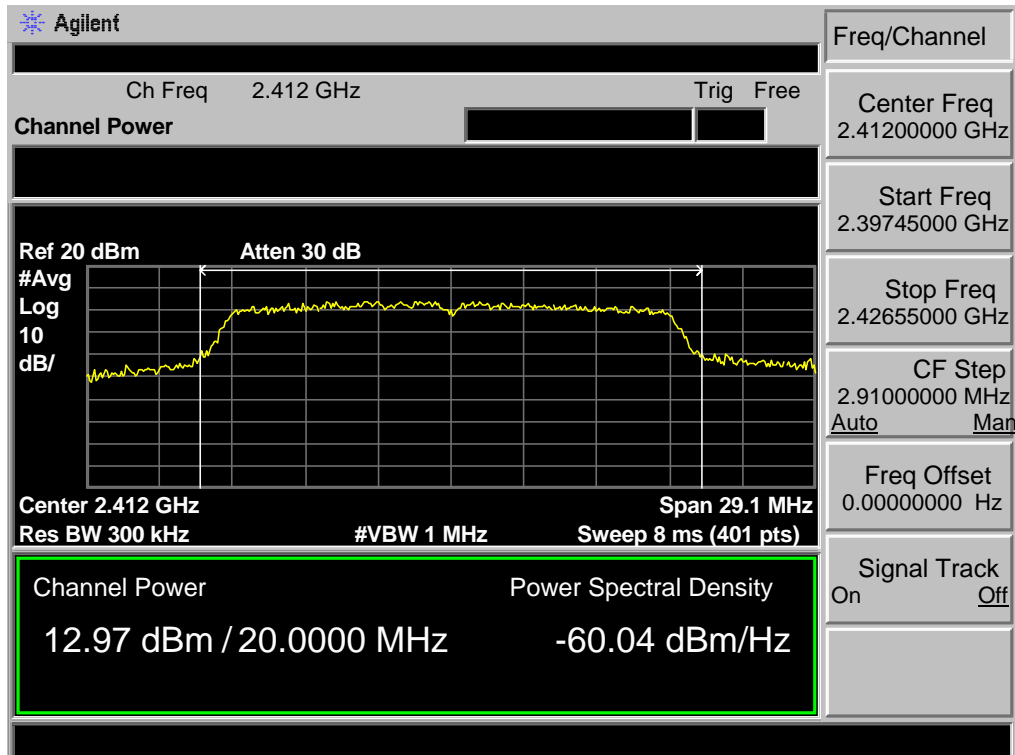 Agilent
Freq/Channel
Ch Freq 2.412 GHz Trig Free
Channel Power
Center Freq
2.41200000 GHz
Start Freq
2.39745000 GHz
Ref 20 dBm Atten 30 dB
#Avg
Log
10
dB/
Stop Freq
2.42655000 GHz
CF Step
2.91000000 MHz
Auto Man
Center 2.412 GHz Span 29.1 MHz
Res BW 300 kHz #VBW 1 MHz Sweep 8 ms (401 pts)
Freq Offset
0.00000000 Hz
Channel Power Power Spectral Density
12.97 dBm / 20.0000 MHz -60.04 dBm/Hz
Signal Track
On Off